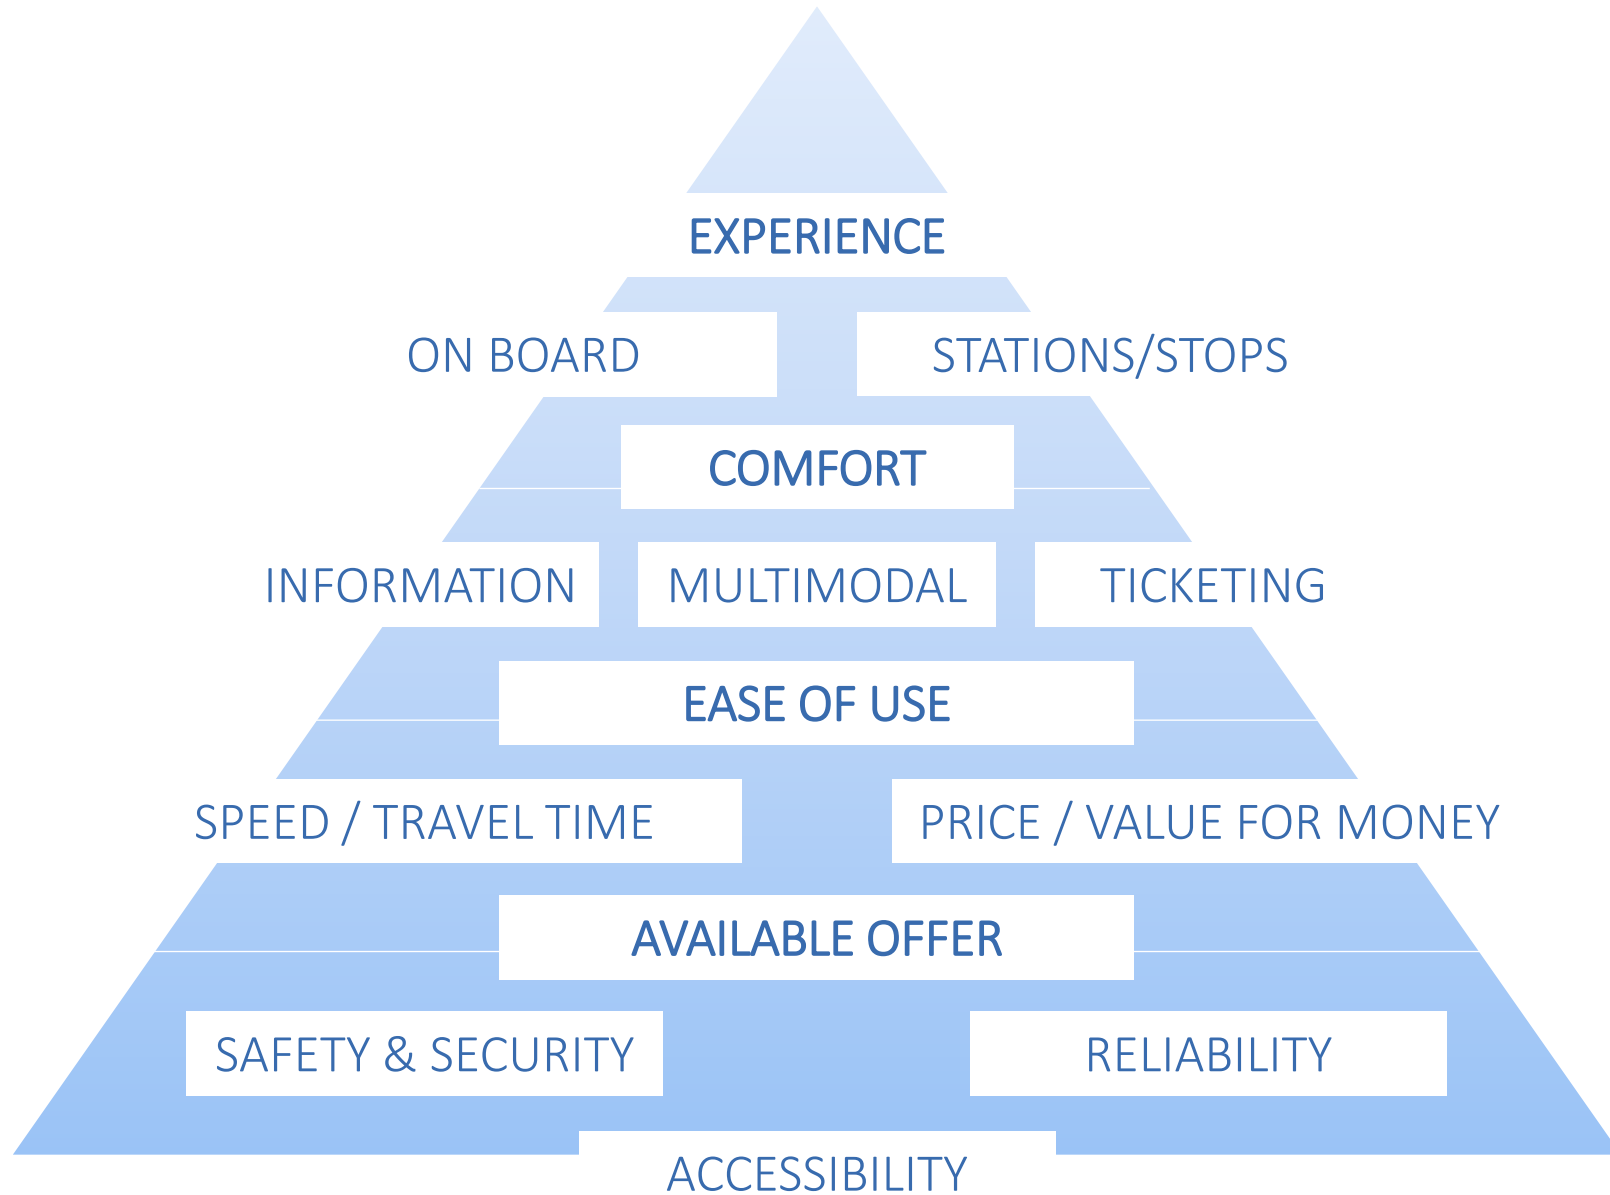 EXPERIENCE
ON BOARD
STATIONS/STOPS
COMFORT
INFORMATION
MULTIMODAL
TICKETING
EASE OF USE
SPEED / TRAVEL TIME
PRICE / VALUE FOR MONEY
AVAILABLE OFFER
SAFETY & SECURITY
RELIABILITY
ACCESSIBILITY